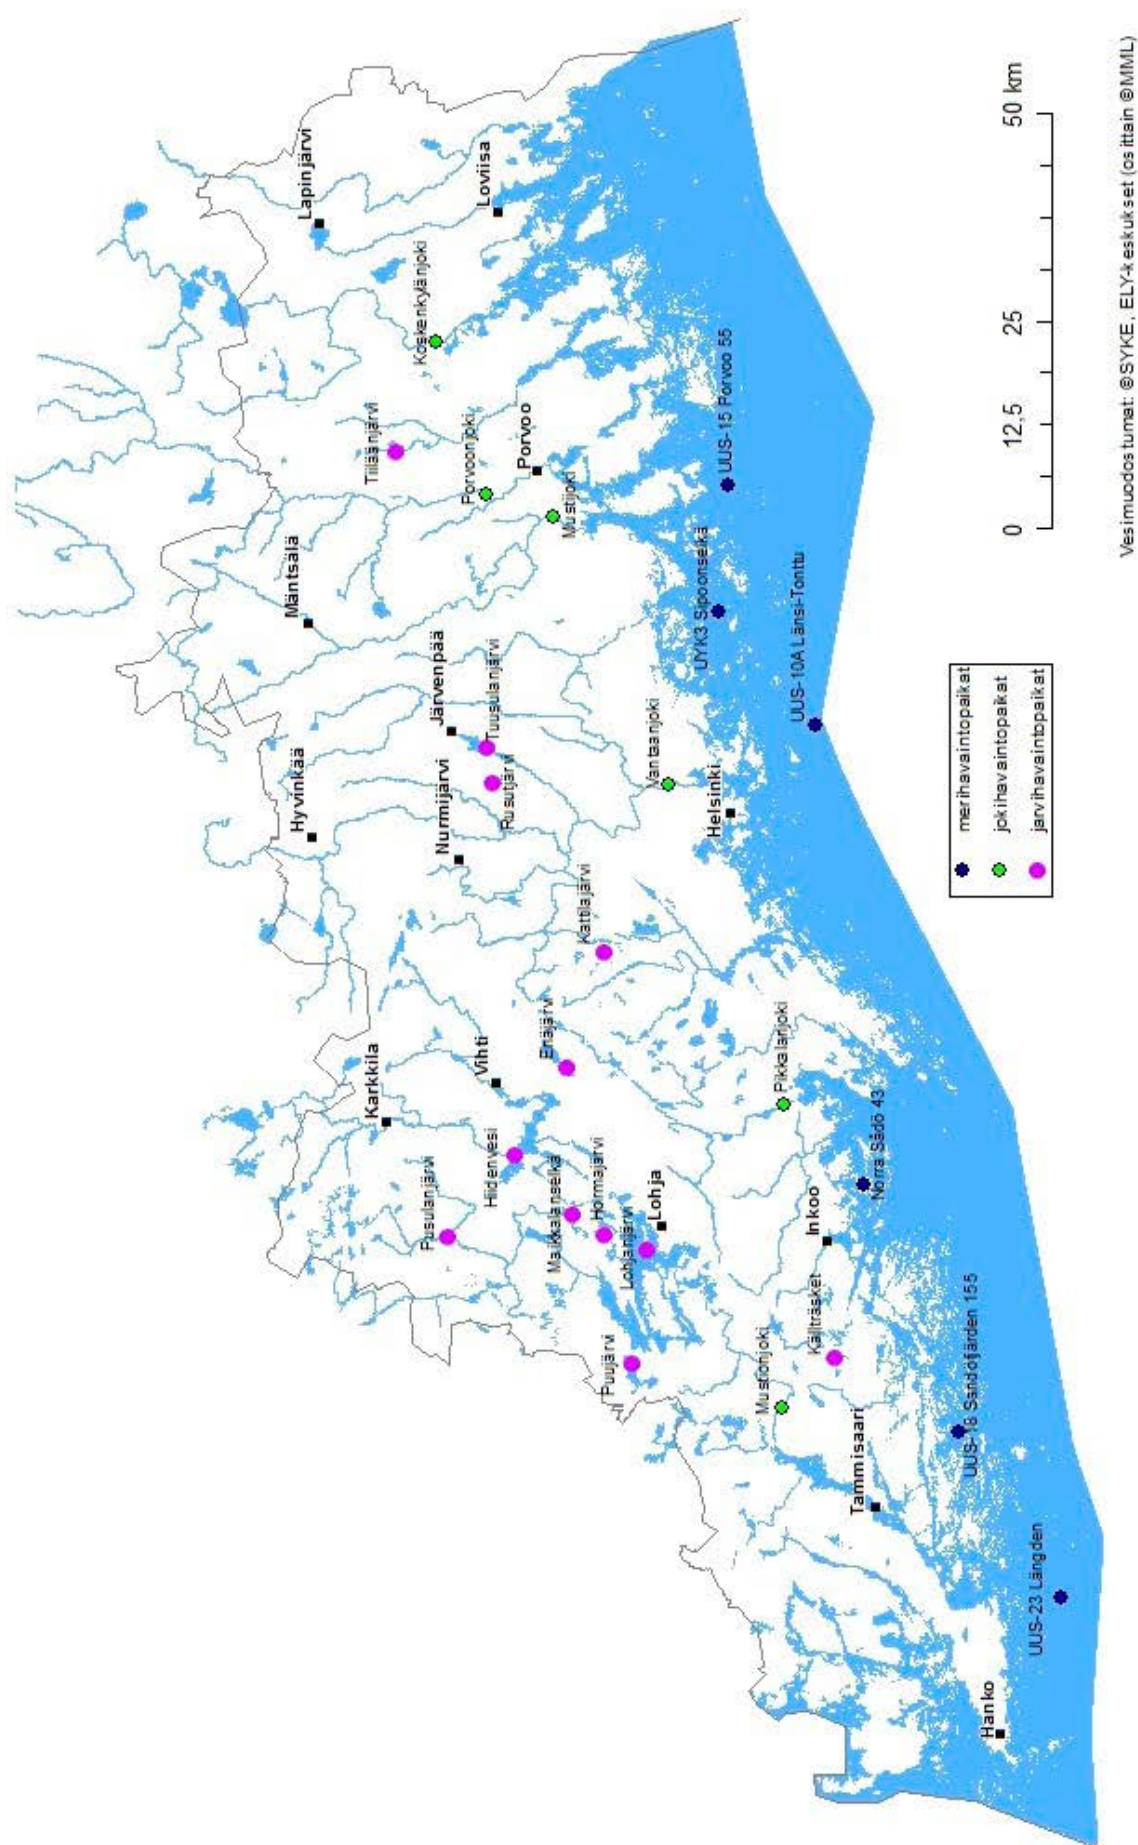 Lapinjärvi
Loviisa
Koskenkylänjoki
Tiiläänjärvi
Porvoonjoki
Porvoo
Mustijoki
UUS-15 Porvoo 55
Mäntsälä
UYK3 Sipoonselkä
UUS-10A Länsi-Tonttu
Järvenpää
Tuusulanjärvi
Rusutjärvi
Hyvinkää
Nurmijärvi
Vantaanjoki
Helsinki
Kattilajärvi
Enäjärvi
Vihti
Karkkila
Hiidenvesi
Pusulanjärvi
Maikkalanselkä
Hormajärvi
Lohjanjärvi
Lohja
Pikkalanjoki
Norra Sådö 43
Inkoo
Källträsket
Puujärvi
Mustionjoki
Tammisaari
UUS-18 Sandöfjärden 155
UUS-23 Längden
Hanko
merihavaintopaikat
jokihavaintopaikat
järvihavaintopaikat
0 12,5 25 50 km
Vesimuodostumat: ©SYKE, ELY-keskukset (osittain ©MML)